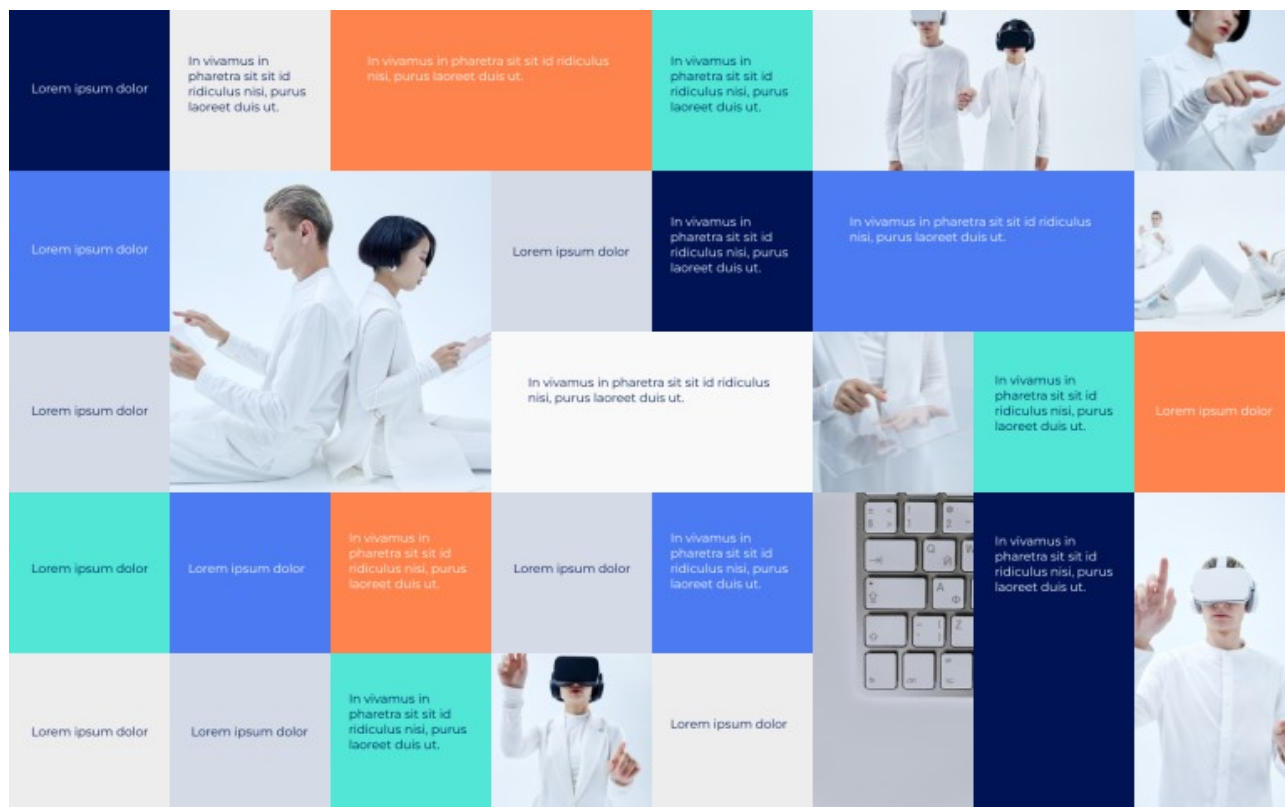 Lorem ipsum dolor
In vivamus in
pharetra sit sit id
ridiculus nisi, purus
laoreet duis ut.
In vivamus in pharetra sit sit id ridiculus
nisi, purus laoreet duis ut.
In vivamus in
pharetra sit sit id
ridiculus nisi, purus
laoreet duis ut.
Lorem ipsum dolor
Lorem ipsum dolor
In vivamus in
pharetra sit sit id
ridiculus nisi, purus
laoreet duis ut.
In vivamus in pharetra sit sit id ridiculus
nisi, purus laoreet duis ut.
Lorem ipsum dolor
In vivamus in pharetra sit sit id ridiculus
nisi, purus laoreet duis ut.
In vivamus in
pharetra sit sit id
ridiculus nisi, purus
laoreet duis ut.
Lorem ipsum dolor
Lorem ipsum dolor
Lorem ipsum dolor
In vivamus in
pharetra sit sit id
ridiculus nisi, purus
laoreet duis ut.
Lorem ipsum dolor
In vivamus in
pharetra sit sit id
ridiculus nisi, purus
laoreet duis ut.
In vivamus in
pharetra sit sit id
ridiculus nisi, purus
laoreet duis ut.
Lorem ipsum dolor
Lorem ipsum dolor
In vivamus in
pharetra sit sit id
ridiculus nisi, purus
laoreet duis ut.
Lorem ipsum dolor